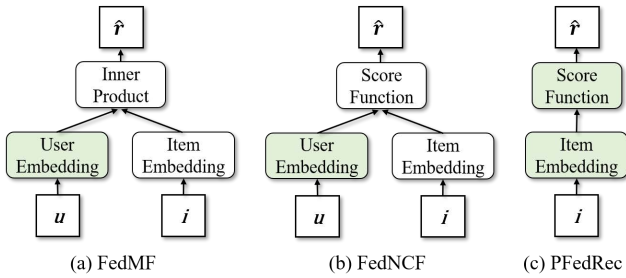 r̂
Inner
Product
User
Embedding
Item
Embedding
u
i
(a) FedMF
r̂
Score
Function
User
Embedding
Item
Embedding
u
i
(b) FedNCF
r̂
Score
Function
Item
Embedding
i
(c) PFedRec